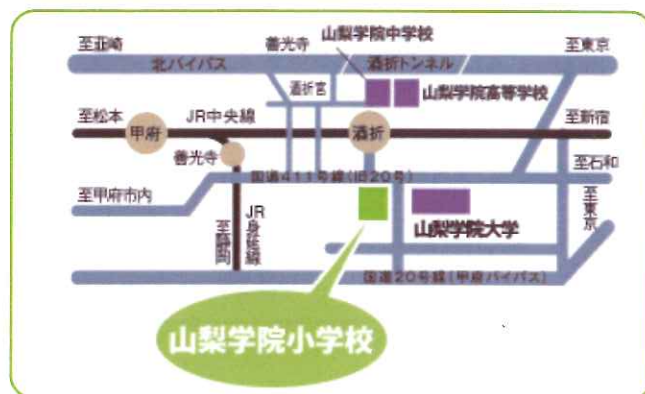 山梨学院中学校
至韮崎
善光寺
至東京
北バイパス
酒折トンネル
酒折宮
山梨学院高等学校
至松本
JR中央線
至新宿
甲府
酒折
善光寺
至石和
国道411号線(旧20号)
至甲府市内
至東京
JR身延線
至静岡
山梨学院大学
国道20号線(甲府バイパス)
山梨学院小学校